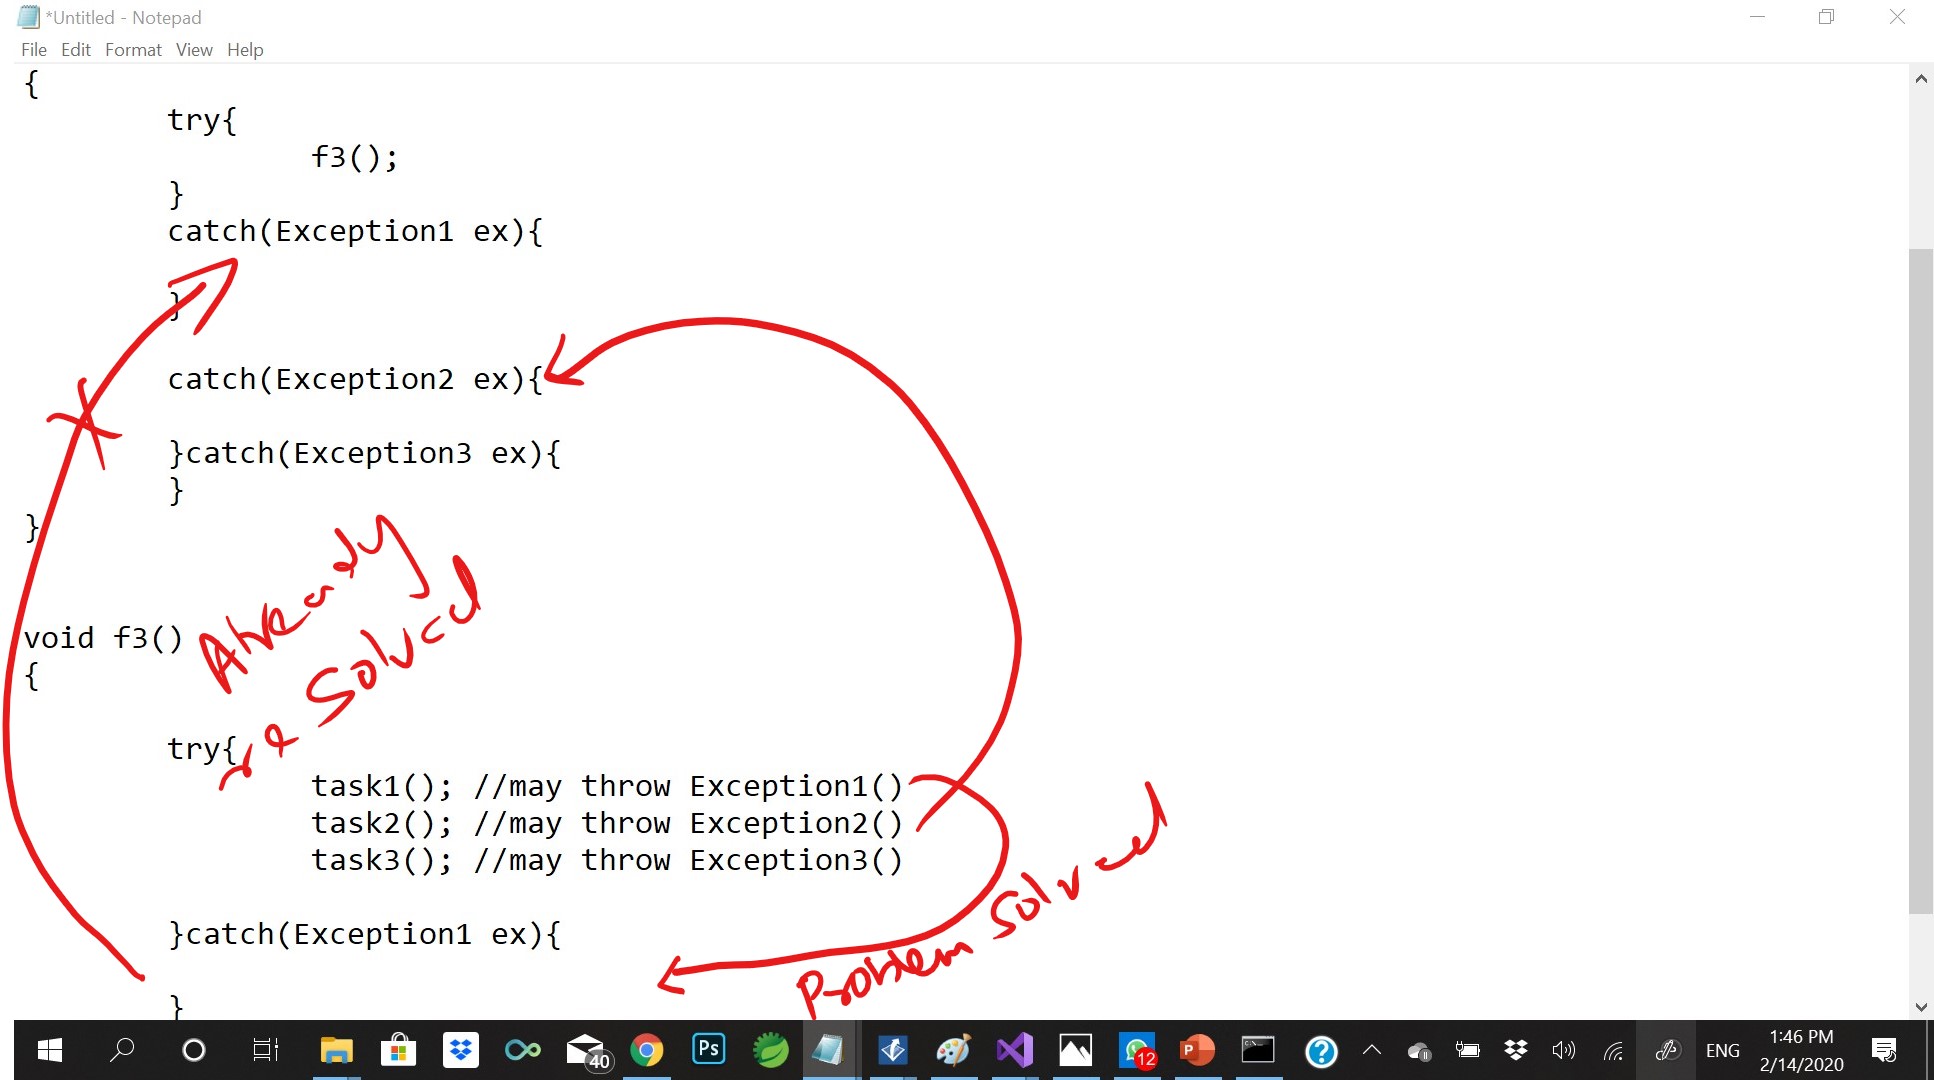 *Untitled - Notepad
File Edit Format View Help
{
try{
f3();
}
catch(Exception1 ex){
}
catch(Exception2 ex){
}catch(Exception3 ex){
}
}
void f3()
{
Already
resolved
try{
task1(); //may throw Exception1()
task2(); //may throw Exception2()
task3(); //may throw Exception3()
}catch(Exception1 ex){
Problem Solved
}
Ps
40
12
P
?
ENG
1:46 PM
2/14/2020